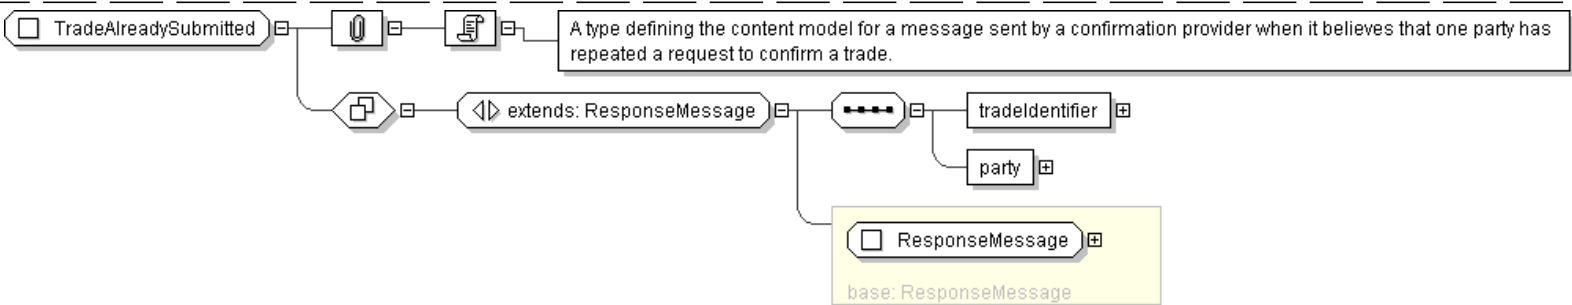 TradeAlreadySubmitted
A type defining the content model for a message sent by a confirmation provider when it believes that one party has
repeated a request to confirm a trade.
extends: ResponseMessage
tradeIdentifier
party
ResponseMessage
base: ResponseMessage